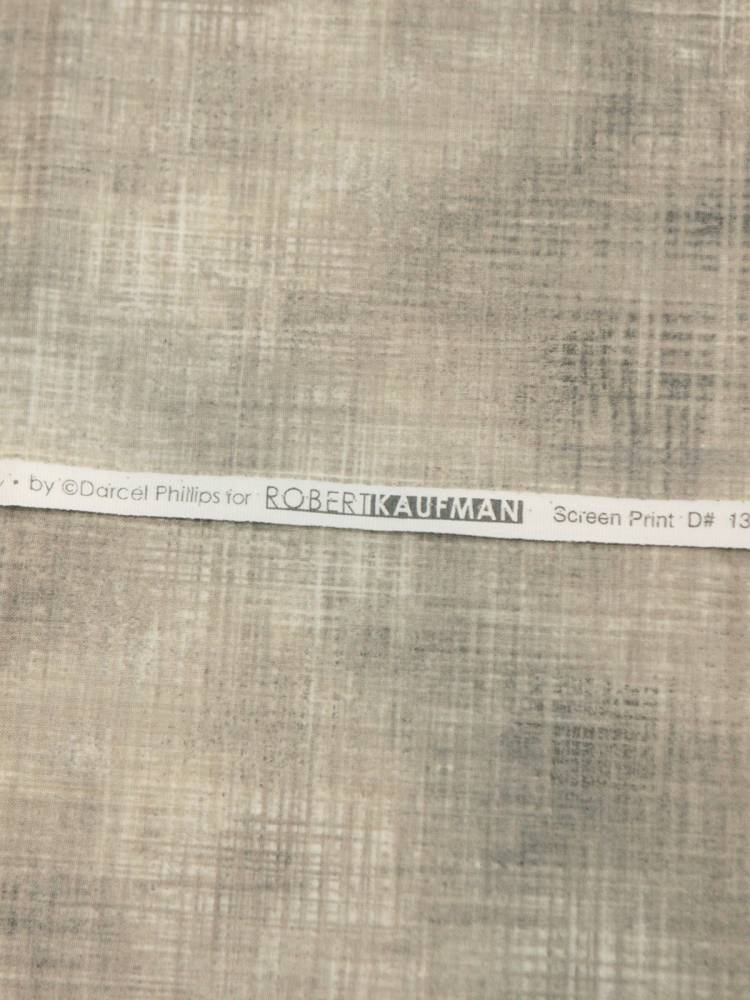 • by ©Darcel Phillips for ROBERTKAUFMAN Screen Print D# 13